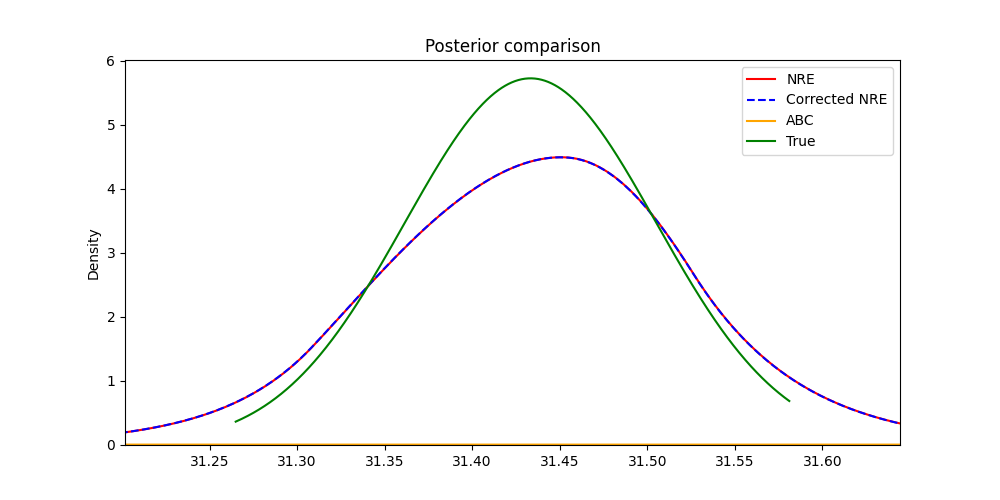 Posterior comparison
NRE
Corrected NRE
ABC
True
Density
6
5
4
3
2
1
0
31.25 31.30 31.35 31.40 31.45 31.50 31.55 31.60